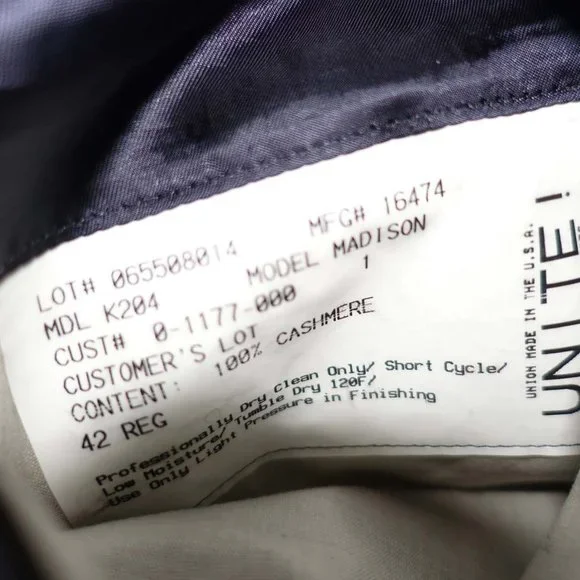 LOT# 065508014 MFG# 16474
MDL K204 MODEL MADISON
CUST# 0-1177-000 1
CUSTOMER'S LOT
CONTENT: 100% CASHMERE
42 REG
Professionally Dry Clean Only/ Short Cycle/
Low Moisture/ Tumble Dry 120F/
Use Only Light Pressure in Finishing
UNION MADE IN THE U.S.A.
UNITE!